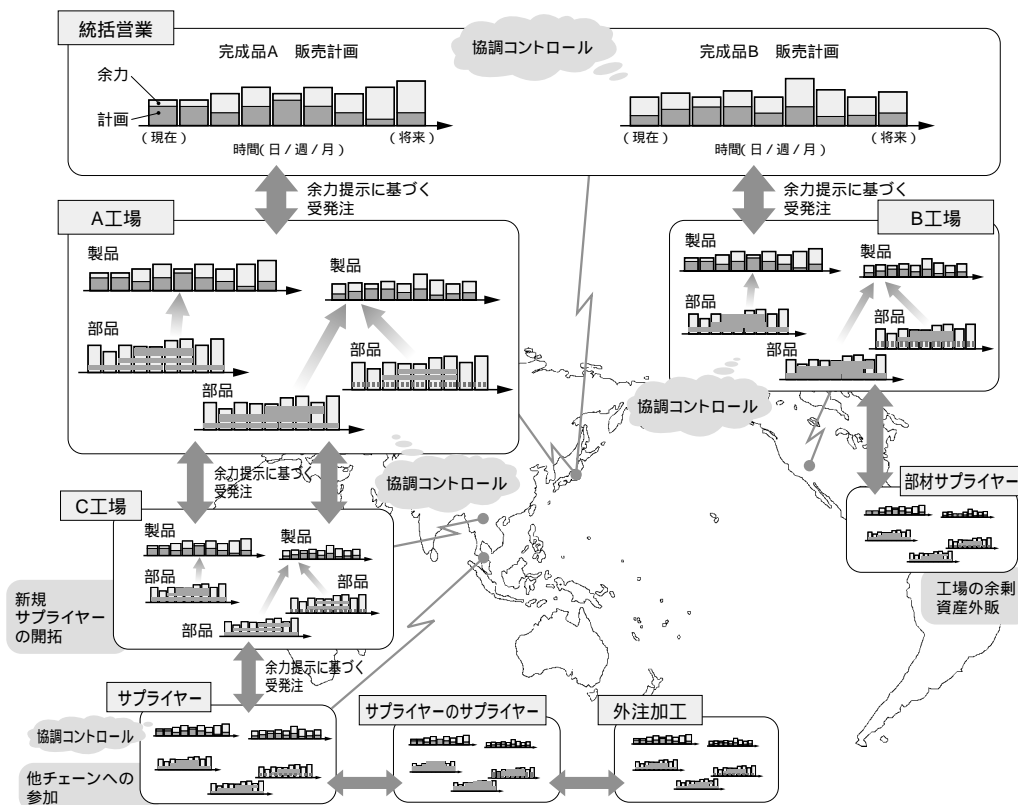 統括営業
完成品A 販売計画
協調コントロール
完成品B 販売計画
余力
計画
(現在)
(将来)
時間(日/週/月)
(現在)
(将来)
時間(日/週/月)
余力提示に基づく
受発注
余力提示に基づく
受発注
A工場
製品
製品
部品
部品
部品
B工場
製品
製品
部品
部品
部品
協調コントロール
余力提示に基づく
受発注
協調コントロール
C工場
製品
製品
部品
部品
部品
新規
サプライヤー
の開拓
部材サプライヤー
工場の余剰
資産外販
余力提示に基づく
受発注
サプライヤー
サプライヤーのサプライヤー
外注加工
協調コントロール
他チェーンへの
参加